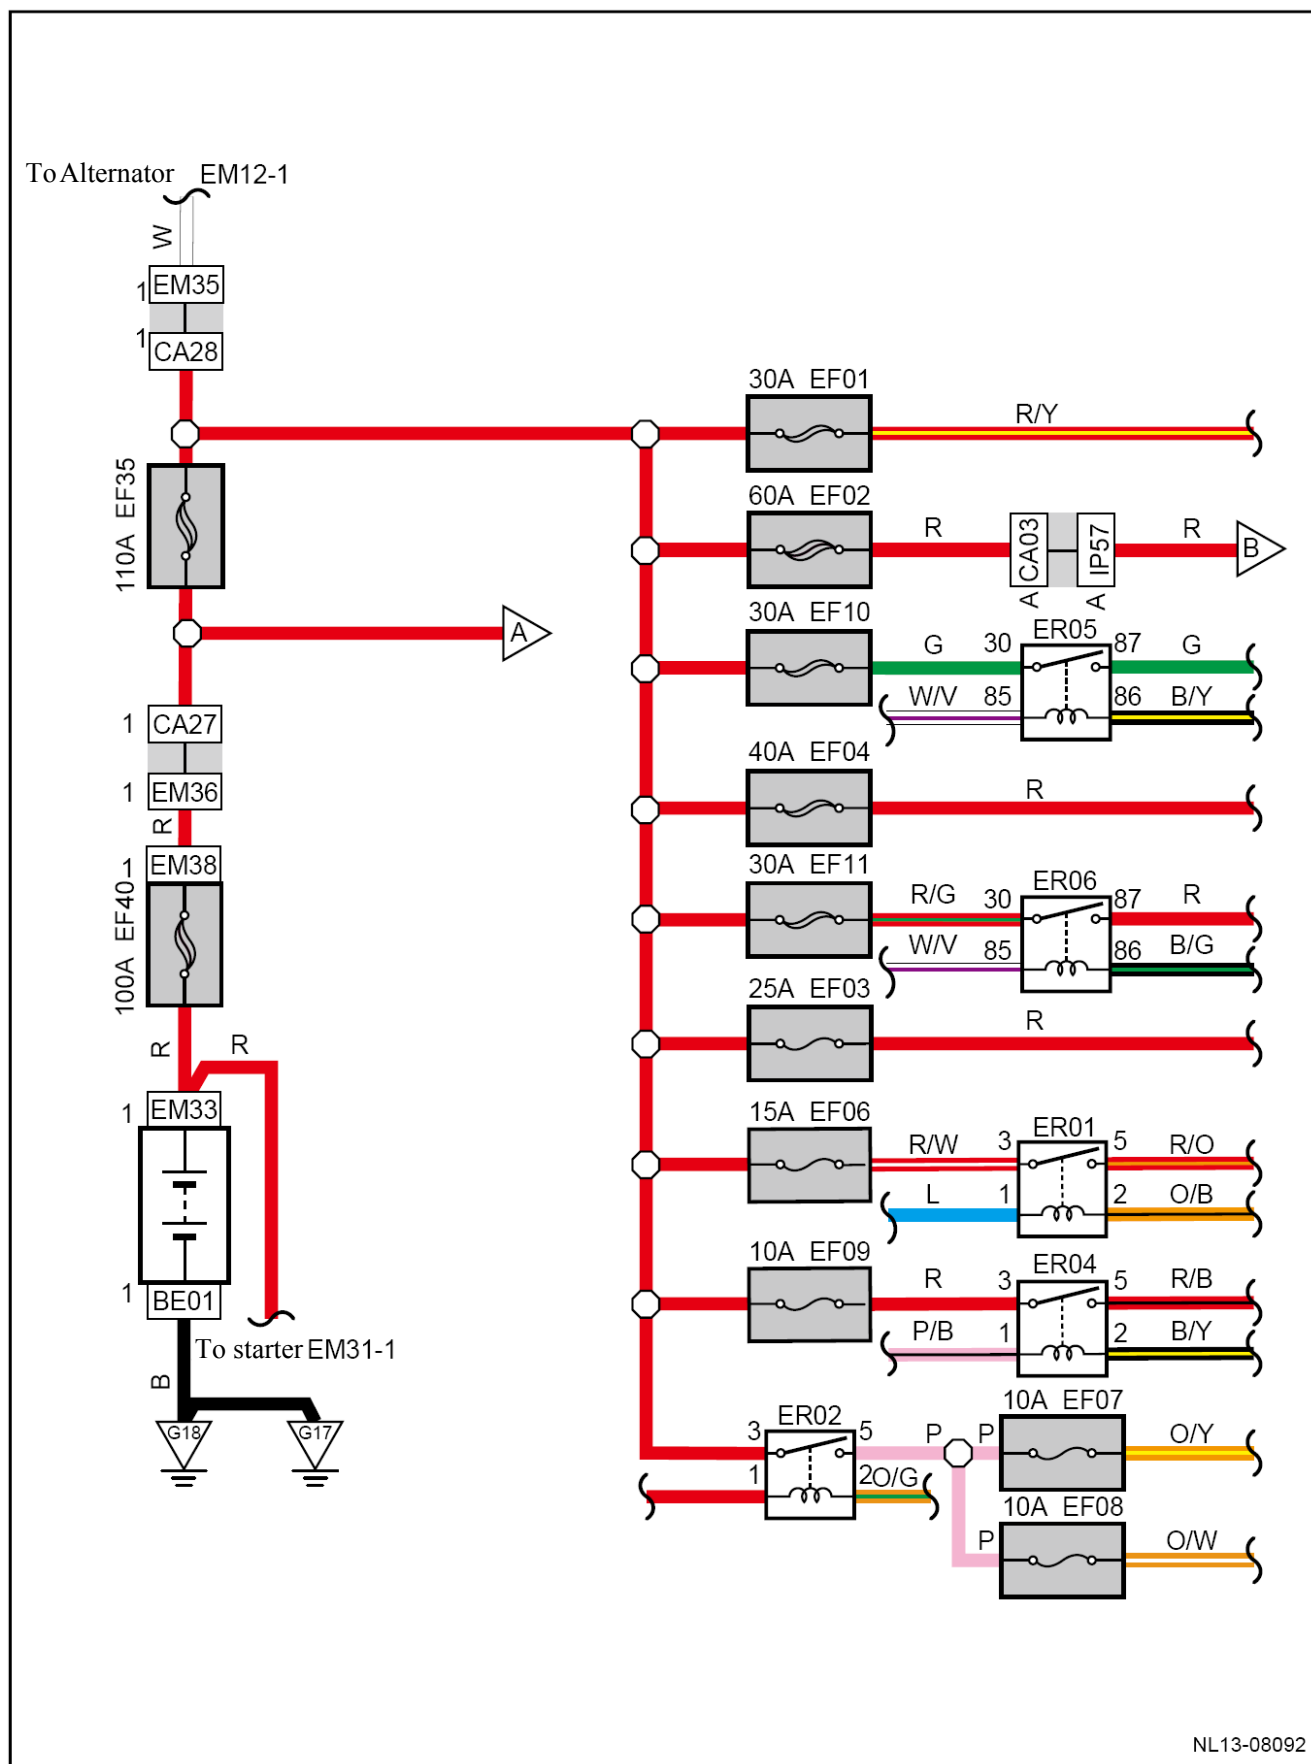 To Alternator EM12-1
W
1 EM35
1 CA28
110A EF35
A
1 CA27
1 EM36
R
1 EM38
100A EF40
R
R
1 EM33
1 BE01
To starter EM31-1
B
G18
G17
30A EF01
R/Y
60A EF02
R
CA03
A
IP57
A
R
B
30A EF10
G
30
ER05
87
G
W/V
85
86
B/Y
40A EF04
R
30A EF11
R/G
30
ER06
87
R
W/V
85
86
B/G
25A EF03
R
15A EF06
R/W
3
ER01
5
R/O
L
1
2
O/B
10A EF09
R
3
ER04
5
R/B
P/B
1
2
B/Y
ER02
3
5
P
P
10A EF07
O/Y
1
2
O/G
10A EF08
P
O/W
NL13-08092